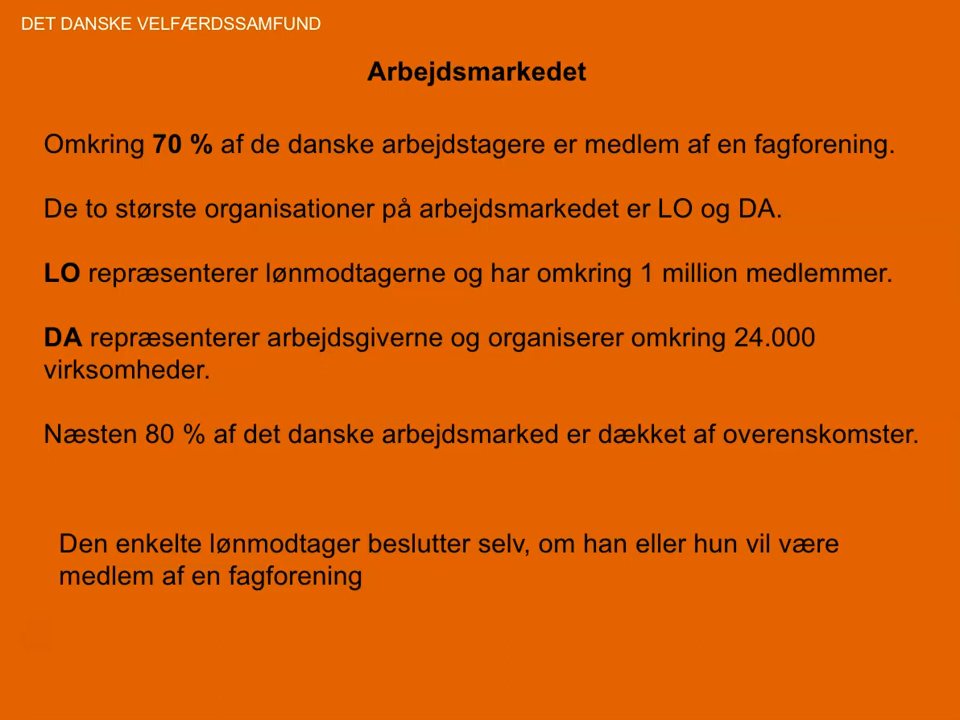 DET DANSKE VELFÆRDSSAMFUND
Arbejdsmarkedet
Omkring 70 % af de danske arbejdstagere er medlem af en fagforening.
De to største organisationer på arbejdsmarkedet er LO og DA.
LO repræsenterer lønmodtagerne og har omkring 1 million medlemmer.
DA repræsenterer arbejdsgiverne og organiserer omkring 24.000
virksomheder.
Næsten 80 % af det danske arbejdsmarked er dækket af overenskomster.
Den enkelte lønmodtager beslutter selv, om han eller hun vil være
medlem af en fagforening